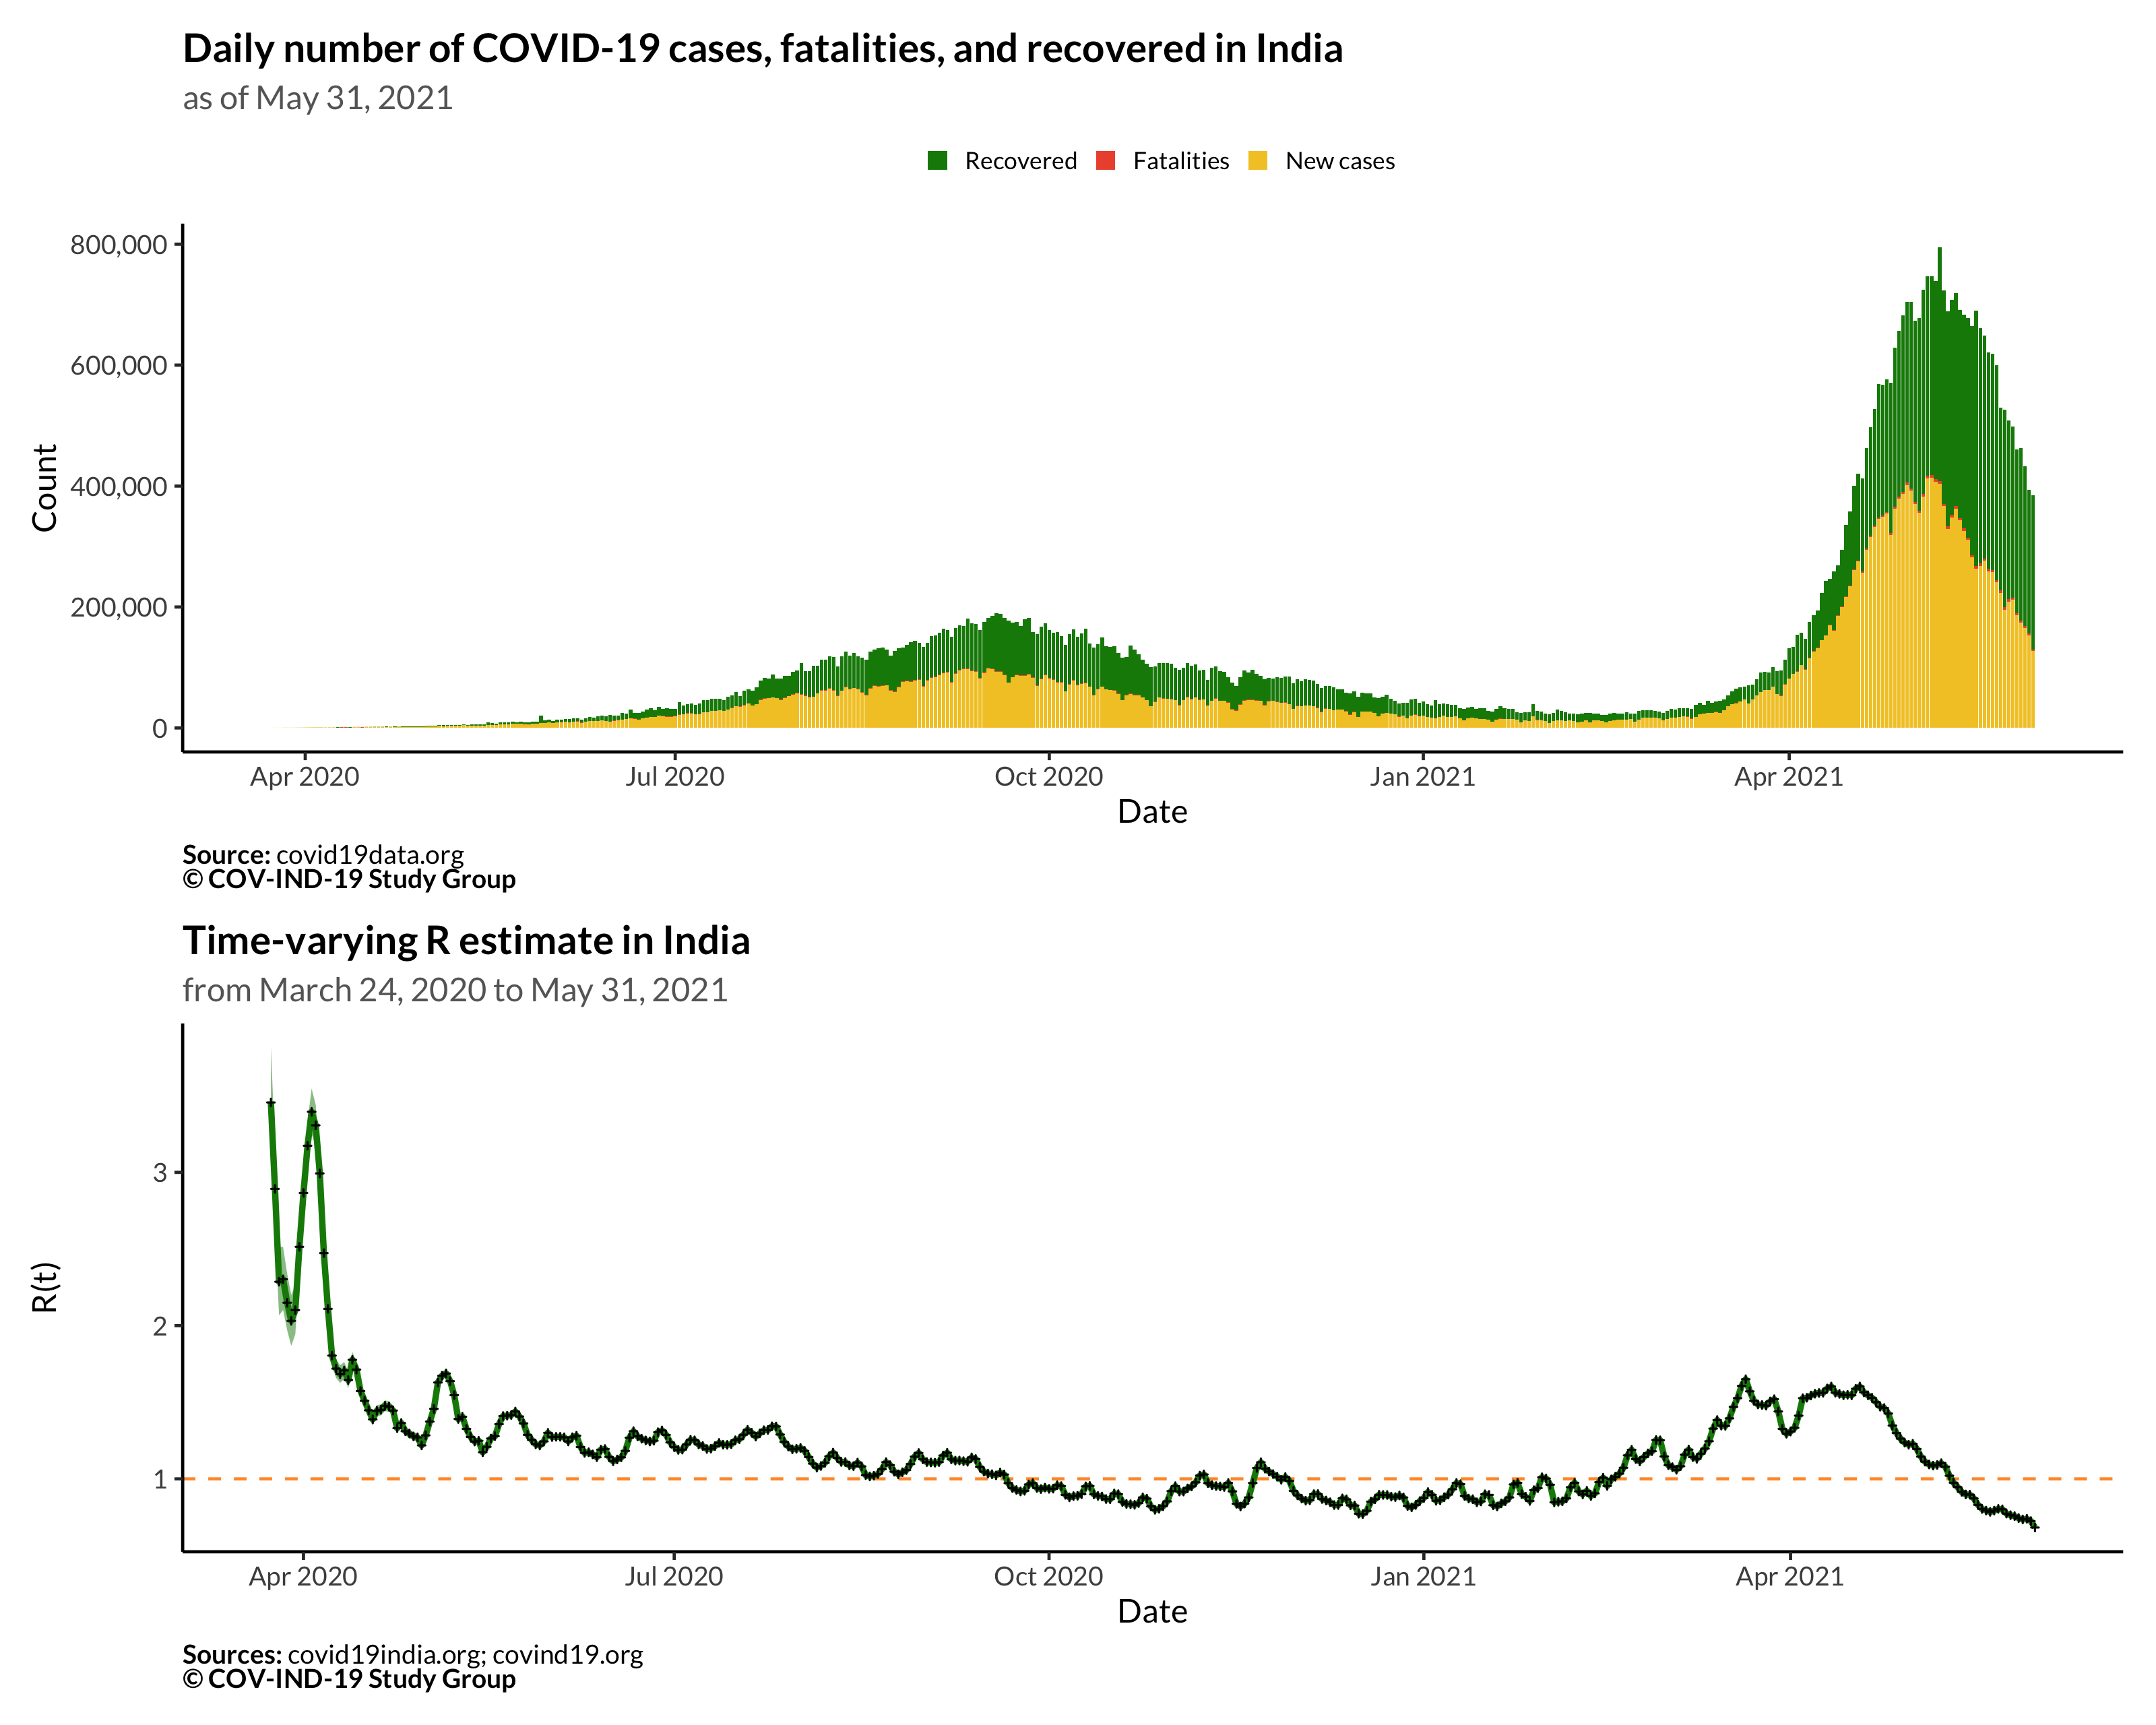 Daily number of COVID-19 cases, fatalities, and recovered in India
as of May 31, 2021
Recovered Fatalities New cases
800,000
600,000
400,000
200,000
0
Count
Apr 2020 Jul 2020 Oct 2020 Jan 2021 Apr 2021
Date
Source: covid19data.org
© COV-IND-19 Study Group
Time-varying R estimate in India
from March 24, 2020 to May 31, 2021
3
2
1
R(t)
Apr 2020 Jul 2020 Oct 2020 Jan 2021 Apr 2021
Date
Sources: covid19india.org; covind19.org
© COV-IND-19 Study Group